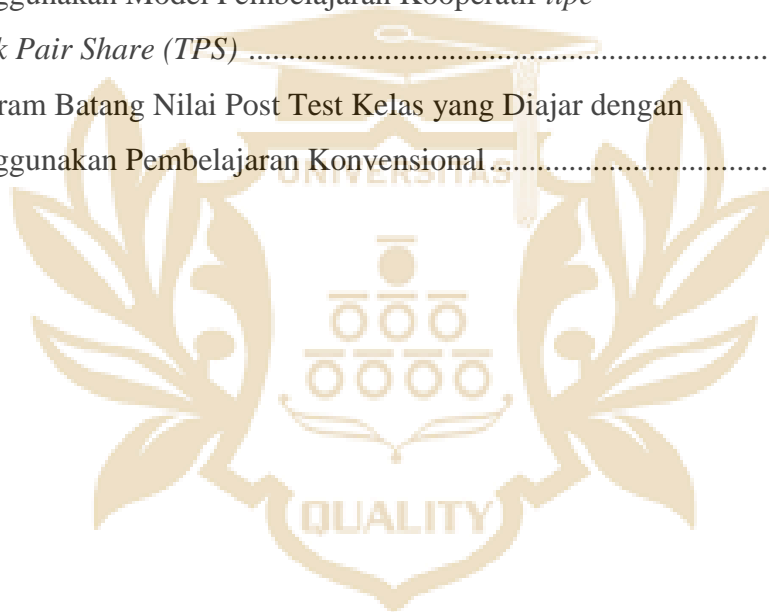 ggunakan Model Pembelajaran Kooperatif tipe
k Pair Share (TPS) ..........................................................................
ram Batang Nilai Post Test Kelas yang Diajar dengan
ggunakan Pembelajaran Konvensional.......................................
UNIVERSITAS
QUALITY